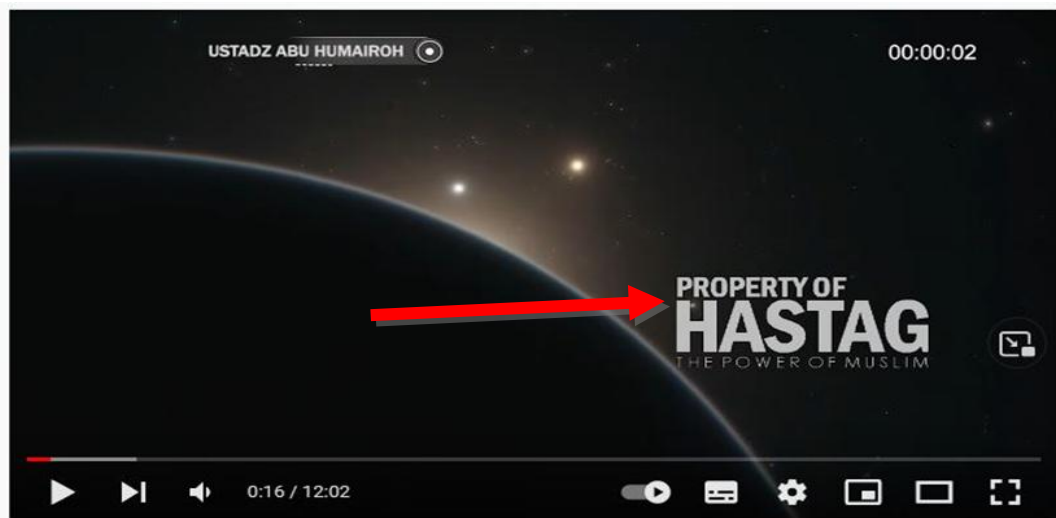 USTADZ ABU HUMAIROH
00:00:02
PROPERTY OF
HASTAG
THE POWER OF MUSLIM
0:16 / 12:02